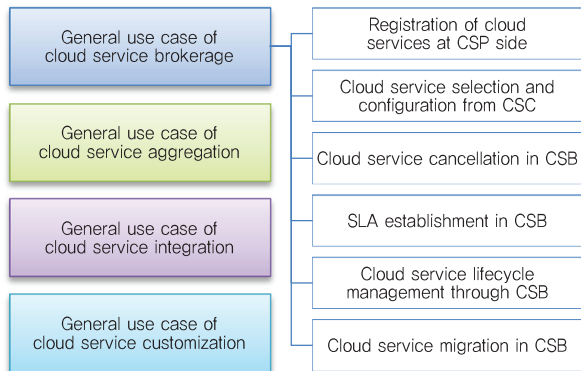 General use case of
cloud service brokerage
General use case of
cloud service aggregation
General use case of
cloud service integration
General use case of
cloud service customization
Registration of cloud
services at CSP side
Cloud service selection and
configuration from CSC
Cloud service cancellation in CSB
SLA establishment in CSB
Cloud service lifecycle
management through CSB
Cloud service migration in CSB